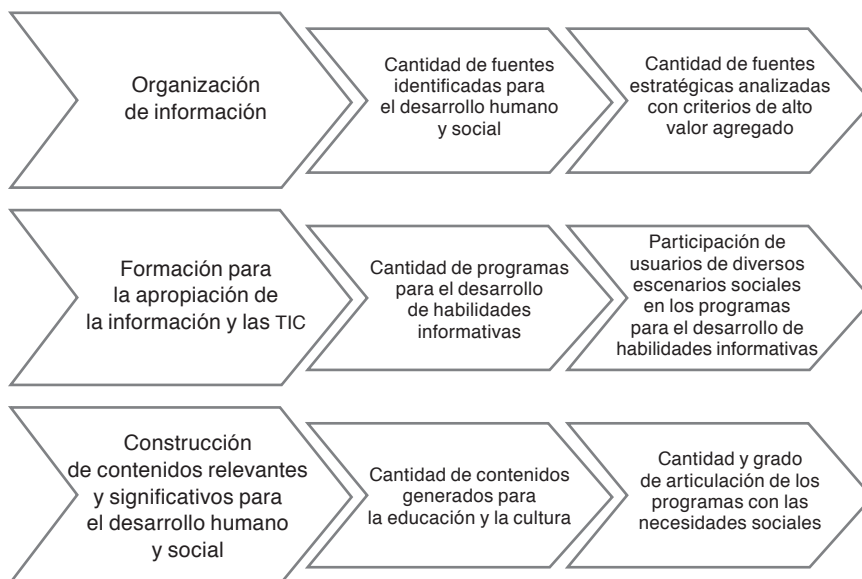 Organización
de información
Cantidad de fuentes
identificadas para
el desarrollo humano
y social
Cantidad de fuentes
estratégicas analizadas
con criterios de alto
valor agregado
Formación para
la apropiación de
la información y las TIC
Cantidad de programas
para el desarrollo
de habilidades
informativas
Participación de
usuarios de diversos
escenarios sociales
en los programas
para el desarrollo de
habilidades informativas
Construcción
de contenidos relevantes
y significativos para
el desarrollo humano
y social
Cantidad de contenidos
generados para
la educación y la cultura
Cantidad y grado
de articulación de los
programas con las
necesidades sociales